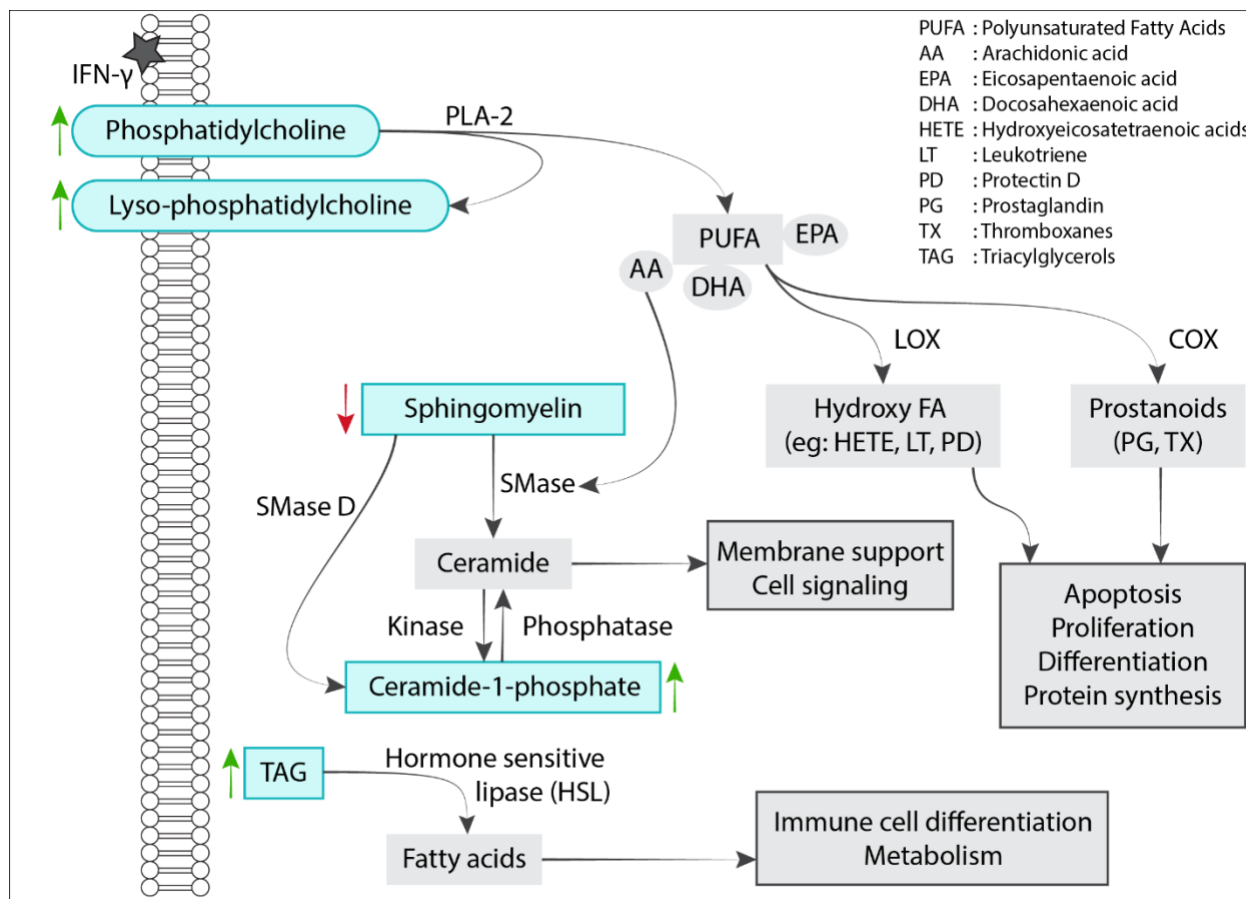 IFN-γ
Phosphatidylcholine
PLA-2
Lyso-phosphatidylcholine
PUFA : Polyunsaturated Fatty Acids
AA : Arachidonic acid
EPA : Eicosapentaenoic acid
DHA : Docosahexaenoic acid
HETE : Hydroxyeicosatetraenoic acids
LT : Leukotriene
PD : Protectin D
PG : Prostaglandin
TX : Thromboxanes
TAG : Triacylglycerols
PUFA
EPA
AA
DHA
LOX
COX
Sphingomyelin
Hydroxy FA
(eg: HETE, LT, PD)
Prostanoids
(PG, TX)
SMase D
SMase
Ceramide
Membrane support
Cell signaling
Kinase
Phosphatase
Ceramide-1-phosphate
Apoptosis
Proliferation
Differentiation
Protein synthesis
TAG
Hormone sensitive
lipase (HSL)
Fatty acids
Immune cell differentiation
Metabolism